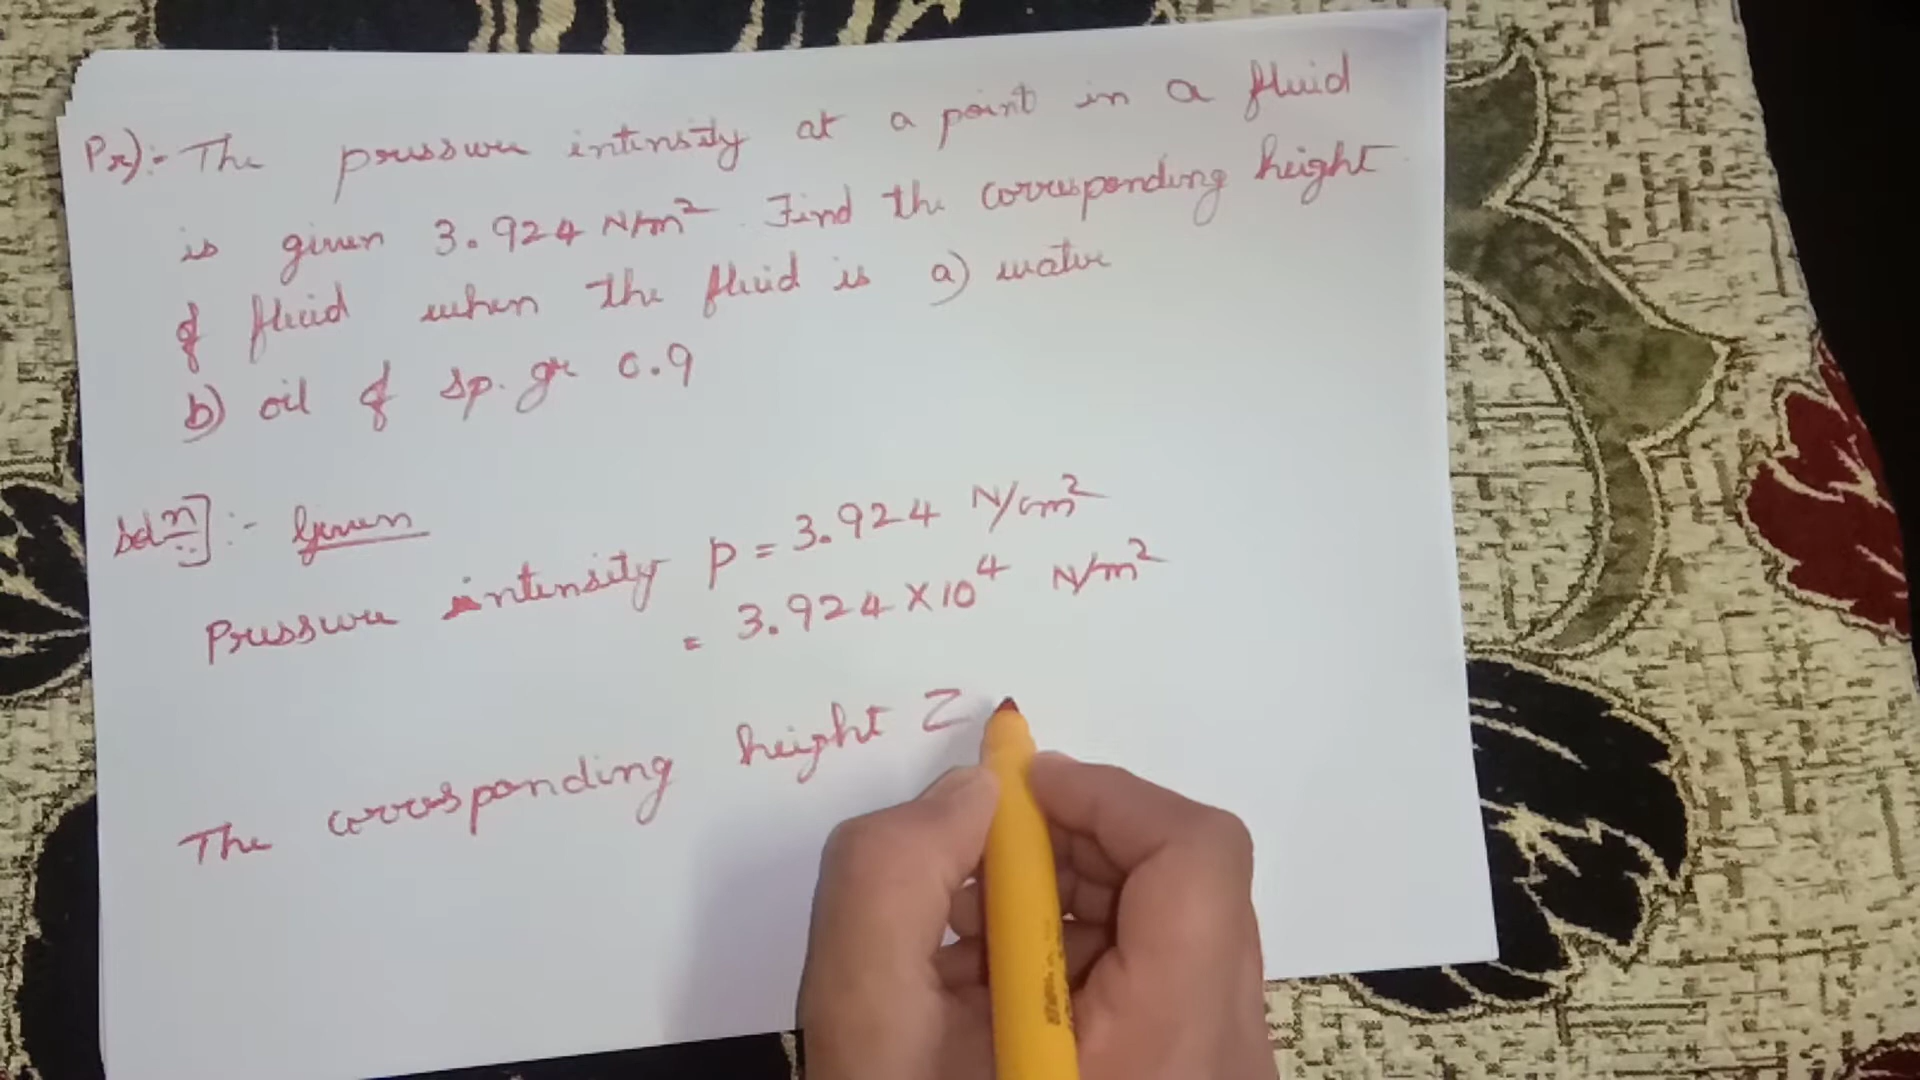 Pr):- The pressure intensity at a point in a fluid
is given 3.924 N/m² . Find the corresponding height
of fluid when the fluid is a) water
b) oil of sp. gr 0.9
Soln]:- Given
Pressure intensity p = 3.924 N/cm²
= 3.924 × 10⁴ N/m²
The corresponding height Z